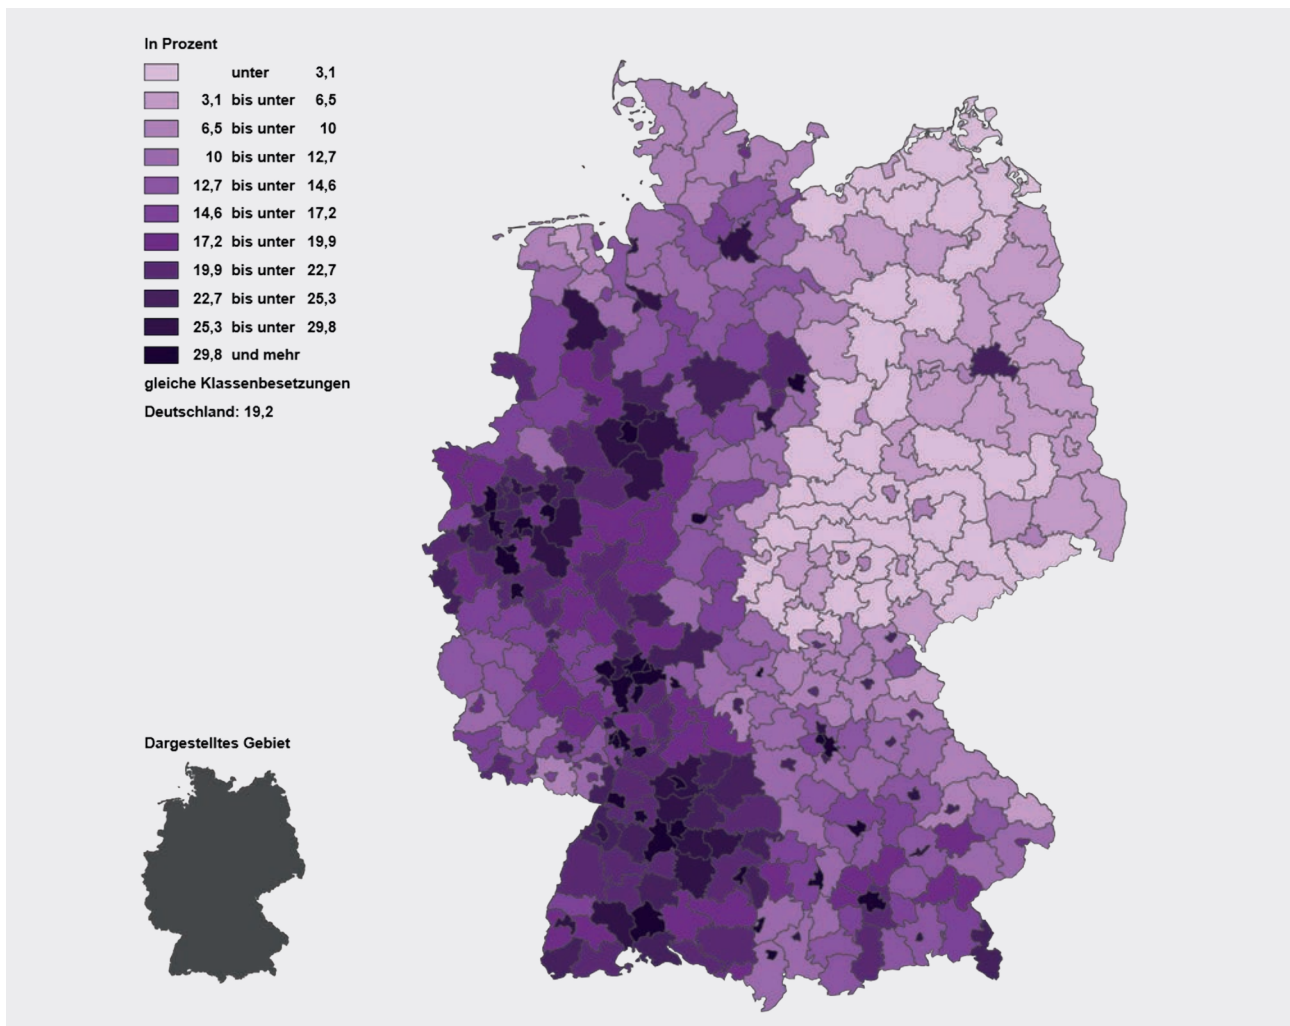 In Prozent
unter 3,1
3,1 bis unter 6,5
6,5 bis unter 10
10 bis unter 12,7
12,7 bis unter 14,6
14,6 bis unter 17,2
17,2 bis unter 19,9
19,9 bis unter 22,7
22,7 bis unter 25,3
25,3 bis unter 29,8
29,8 und mehr
gleiche Klassenbesetzungen
Deutschland: 19,2
Dargestelltes Gebiet